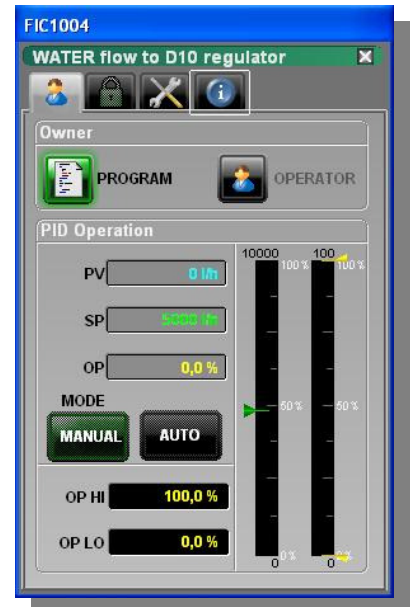 FIC1004
WATER flow to D10 regulator
Owner
PROGRAM OPERATOR
PID Operation
10000 100
100 % 100 %
PV 0 l/h
SP 5000 l/h
OP 0,0 %
MODE
50 % 50 %
MANUAL AUTO
OP HI 100,0 %
OP LO 0,0 %
0 % 0 %
0 0